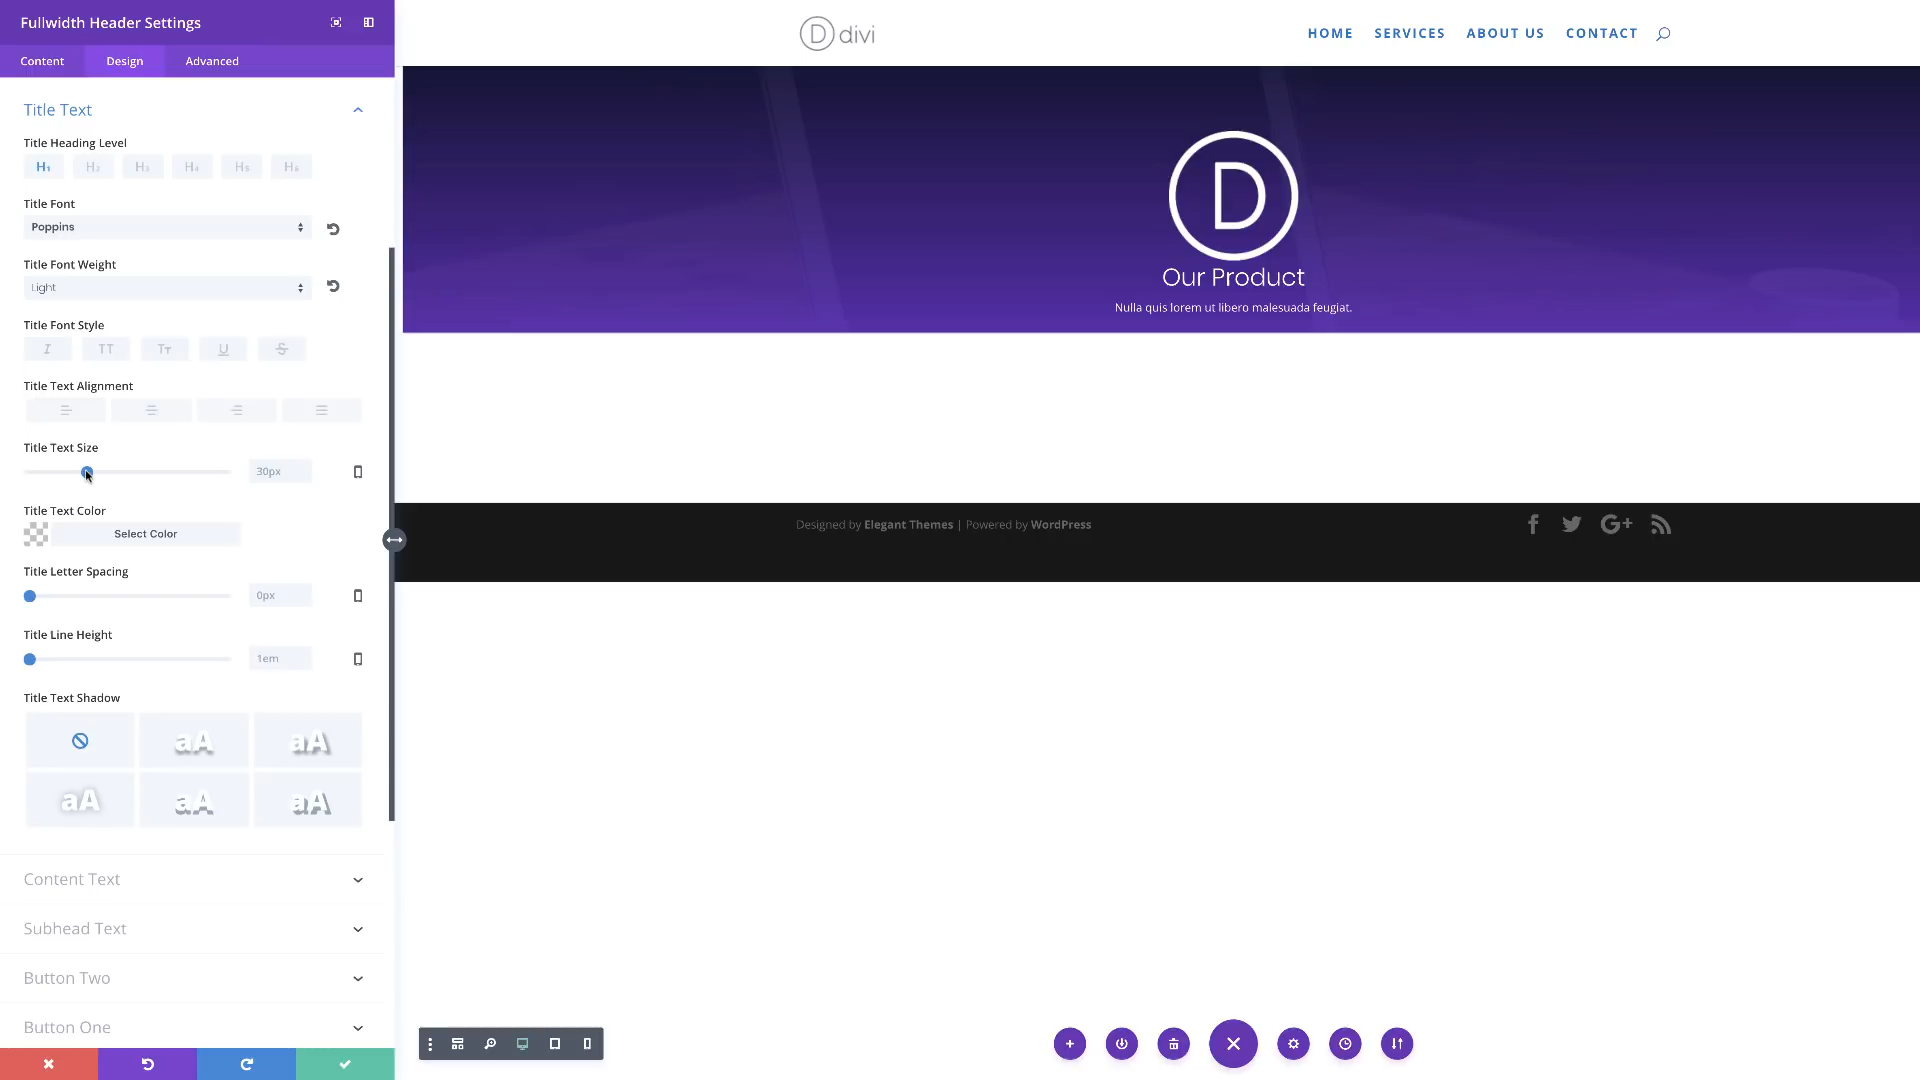 Fullwidth Header Settings
Content
Design
Advanced
Title Text
Title Heading Level
H1
H2
H3
H4
H5
H6
Title Font
Poppins
Title Font Weight
Light
Title Font Style
I
TT
Tт
U
S
Title Text Alignment
Title Text Size
30px
Title Text Color
Select Color
Title Letter Spacing
0px
Title Line Height
1em
Title Text Shadow
aA
aA
aA
aA
aA
Content Text
Subhead Text
Button Two
Button One
D divi
HOME SERVICES ABOUT US CONTACT
D
Our Product
Nulla quis lorem ut libero malesuada feugiat.
Designed by Elegant Themes | Powered by WordPress
f
G+